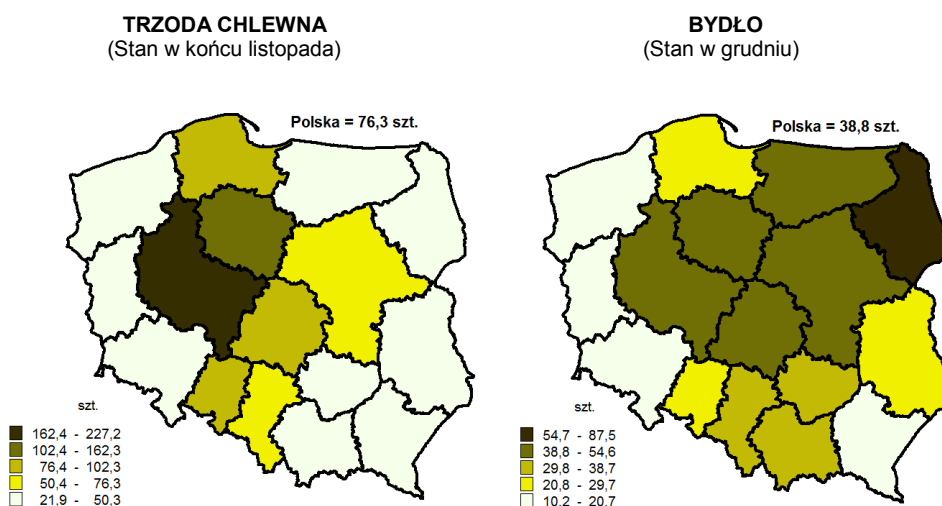 TRZODA CHLEWNA
(Stan w końcu listopada)
Polska = 76,3 szt.
szt.
162,4 - 227,2
102,4 - 162,3
76,4 - 102,3
50,4 - 76,3
21,9 - 50,3
BYDŁO
(Stan w grudniu)
Polska = 38,8 szt.
szt.
54,7 - 87,5
38,8 - 54,6
29,8 - 38,7
20,8 - 29,7
10,2 - 20,7